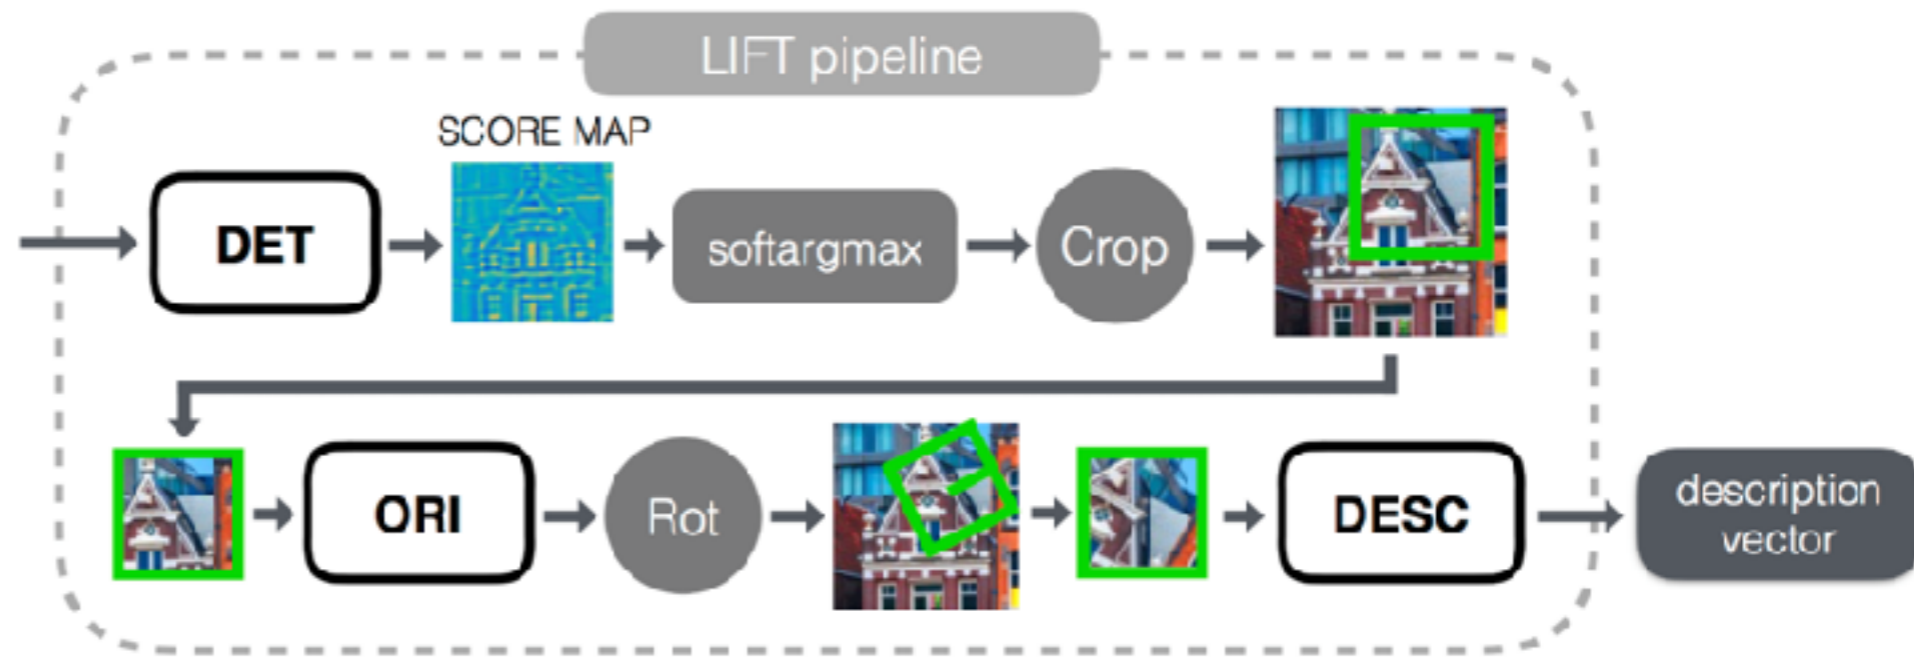 LIFT pipeline
SCORE MAP
DET
softargmax
Crop
ORI
Rot
DESC
description
vector